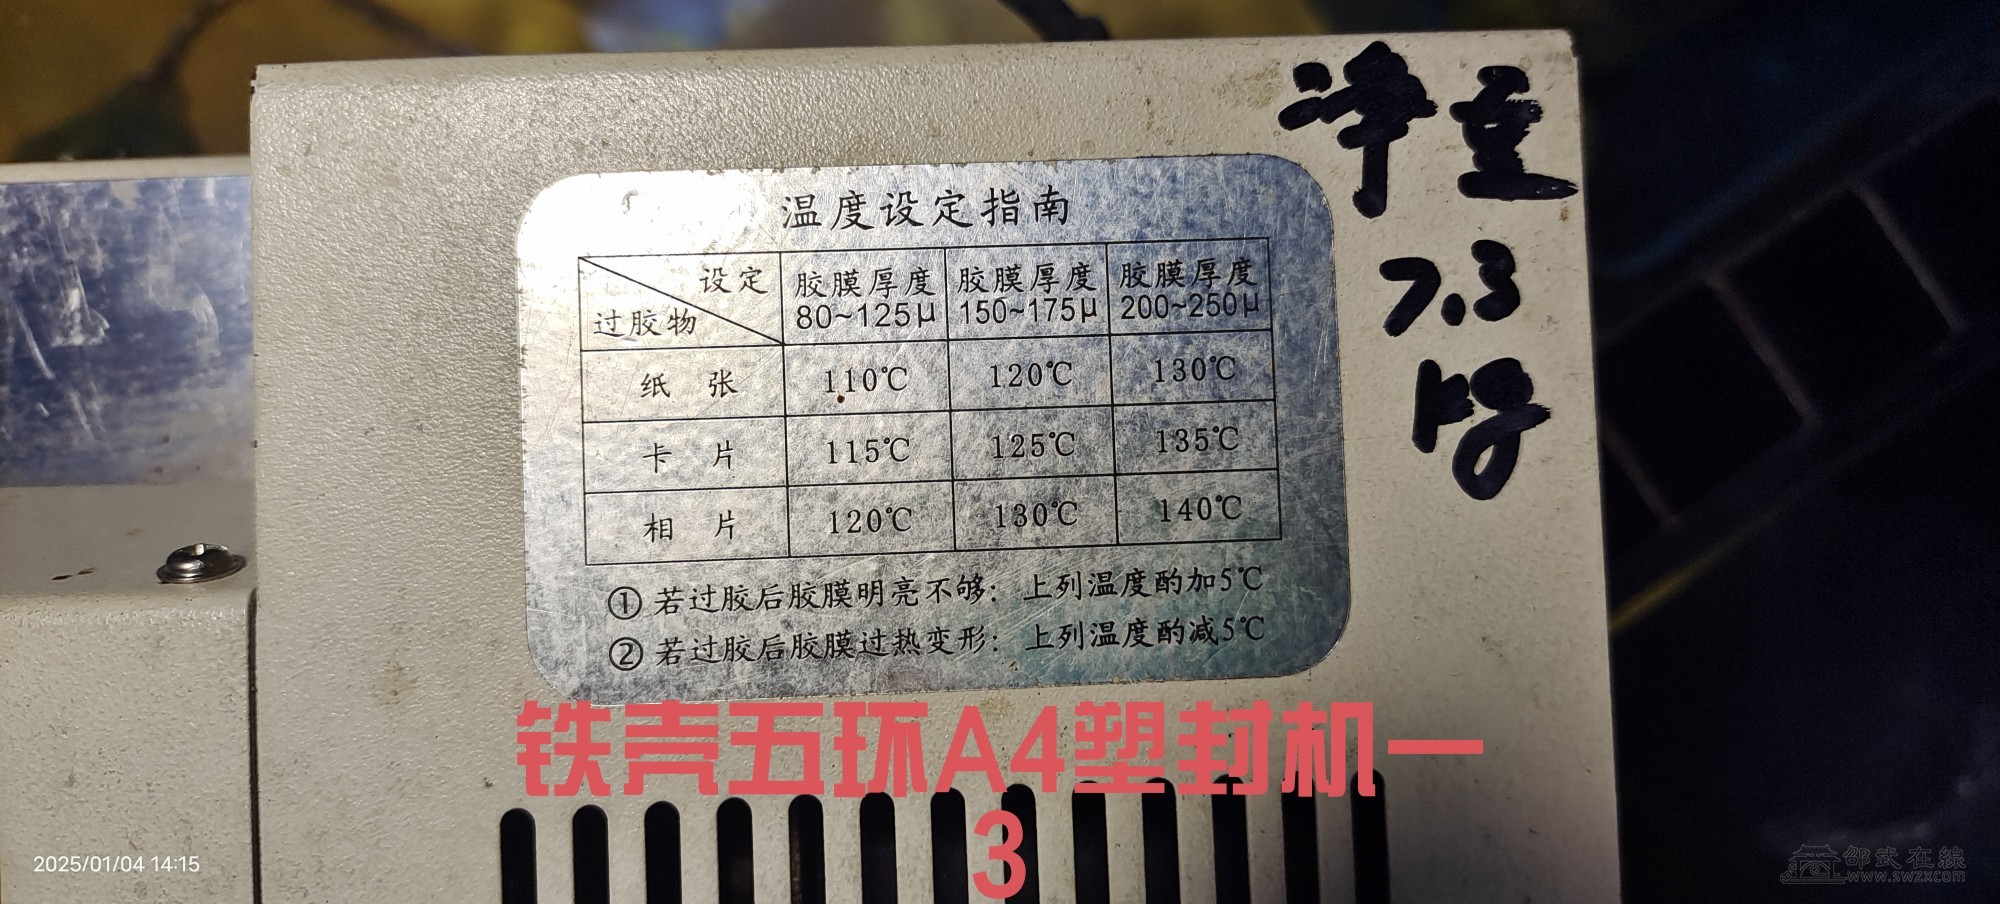 净重
7.3
kg
温度设定指南
设定 胶膜厚度 胶膜厚度 胶膜厚度
过胶物 80~125μ 150~175μ 200~250μ
纸 张 110℃ 120℃ 130℃
卡 片 115℃ 125℃ 135℃
相 片 120℃ 130℃ 140℃
① 若过胶后胶膜明亮不够：上列温度酌加5℃
② 若过胶后胶膜过热变形：上列温度酌减5℃
铁壳五环A4塑封机一
3
2025/01/04 14:15
邵武在線
www.swzx.com